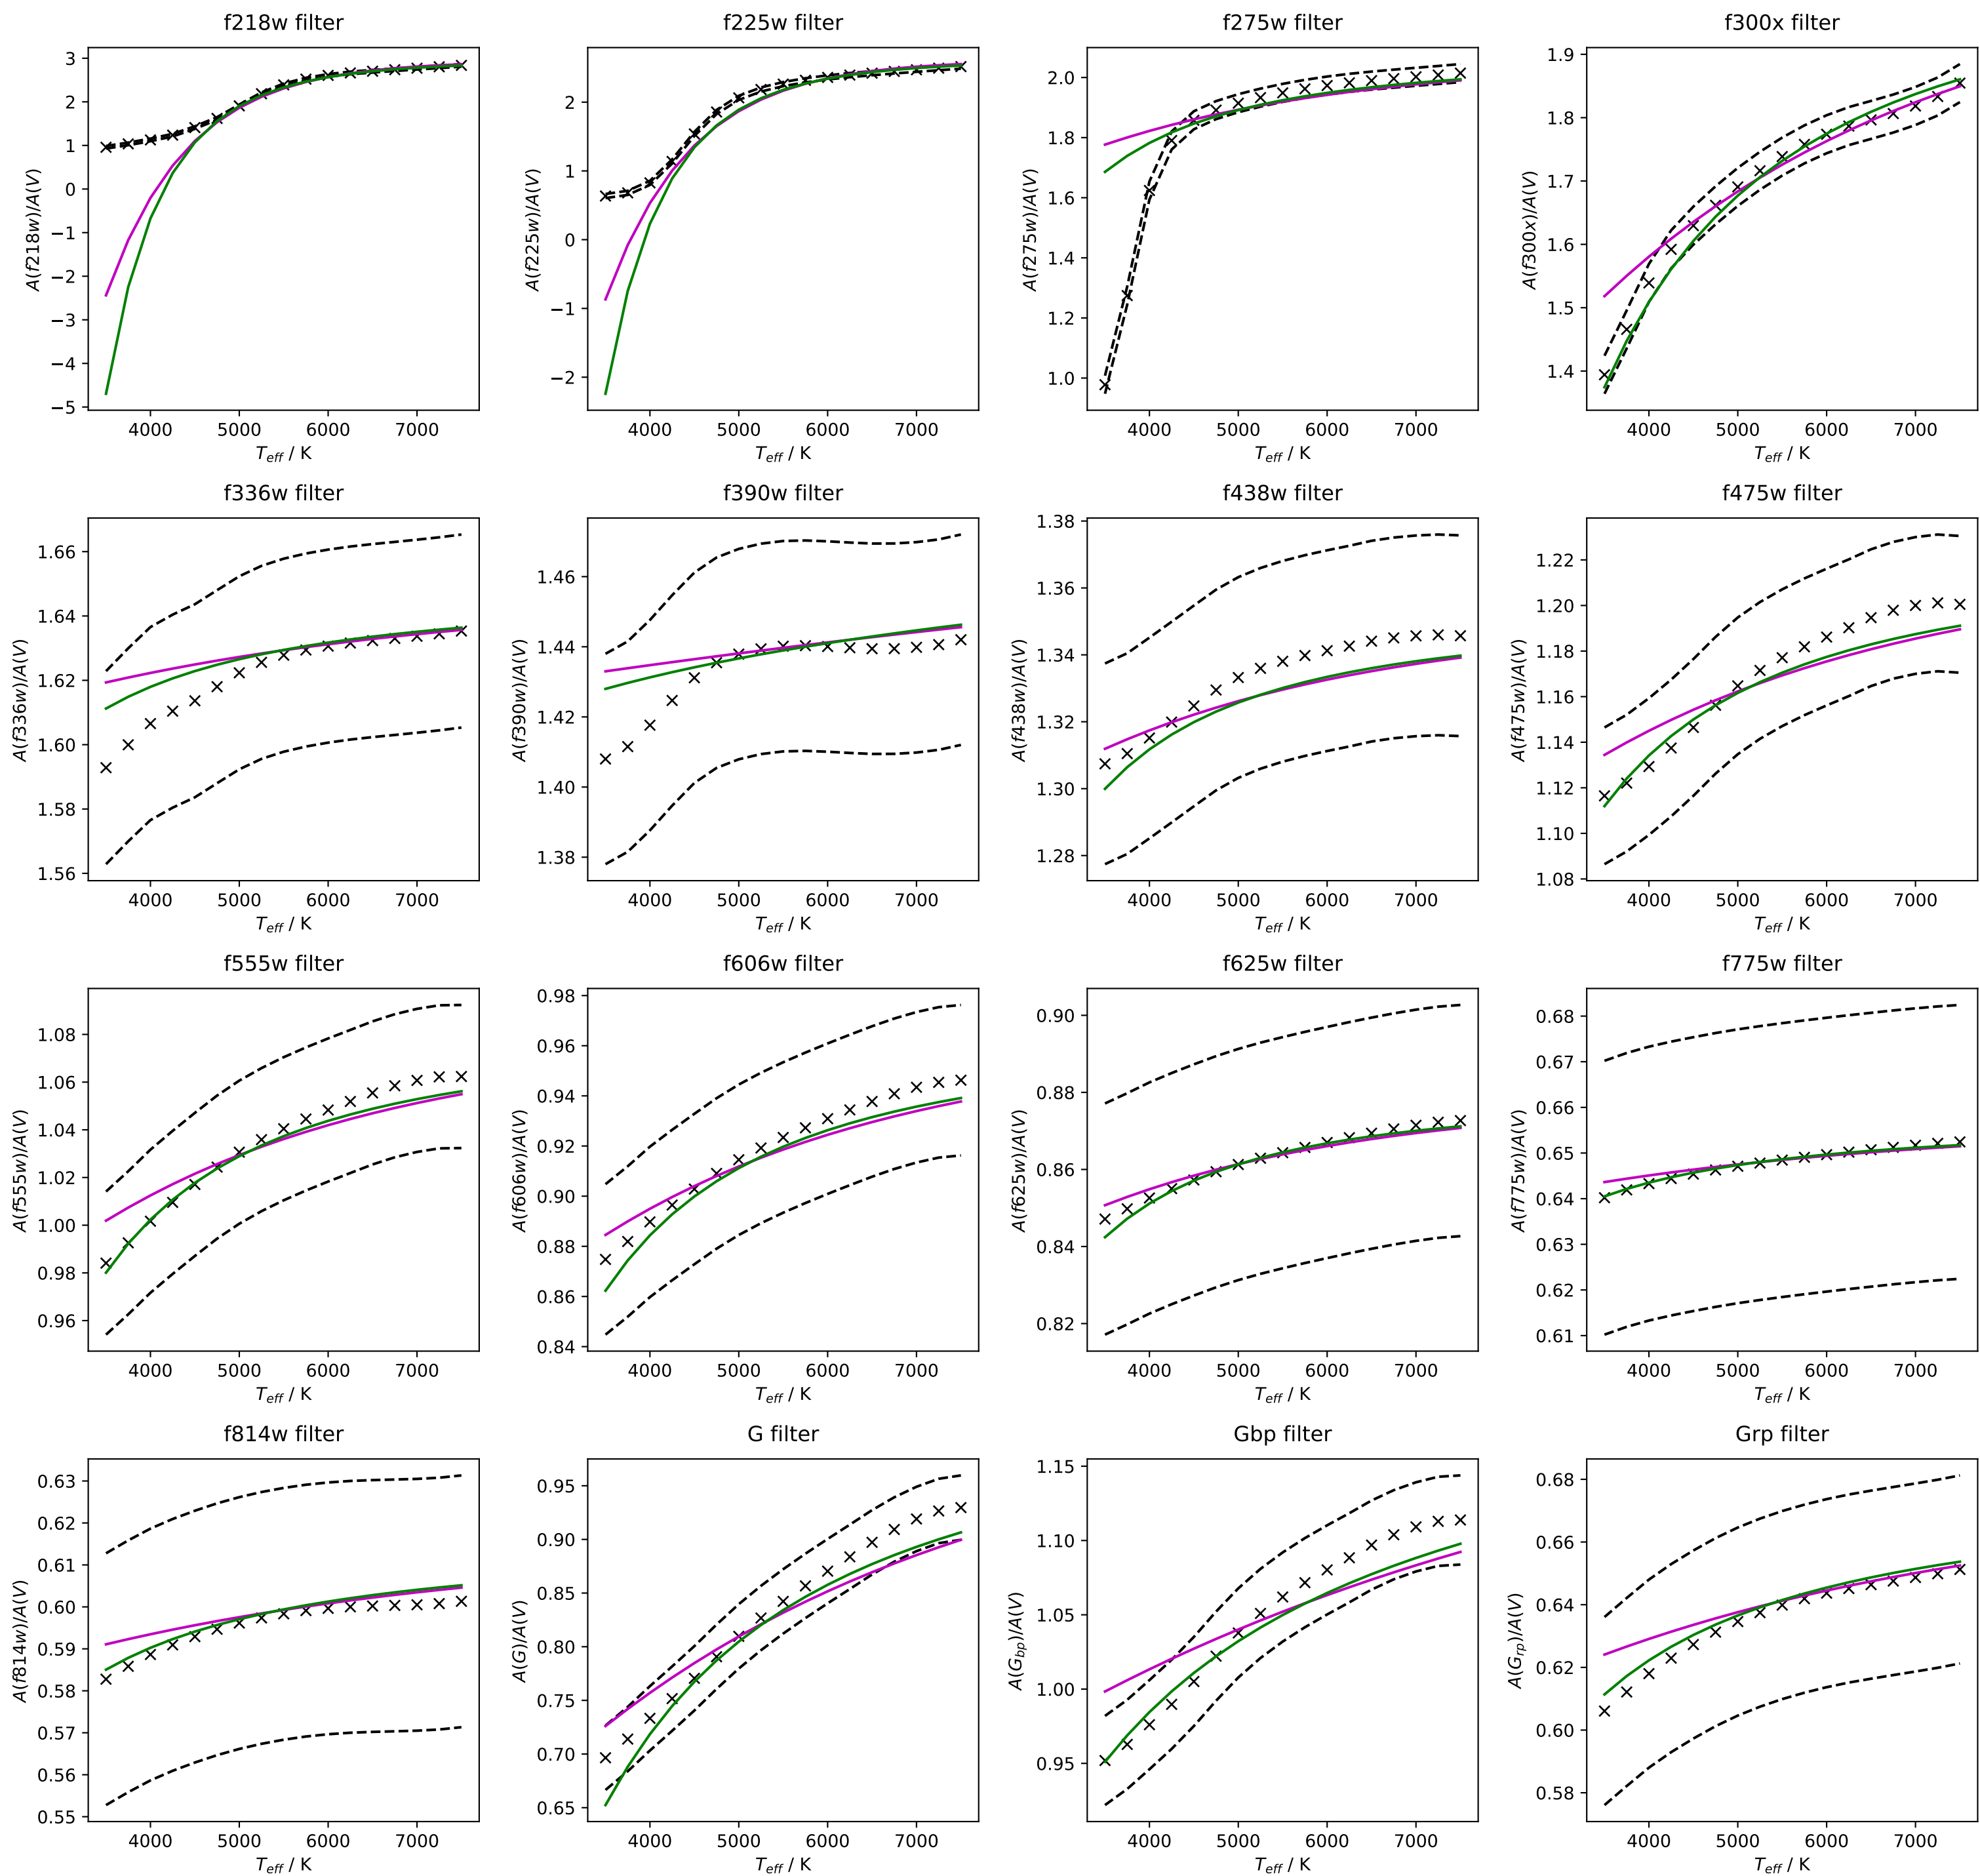 f218w filter
f225w filter
f275w filter
f300x filter
A(f218w)/A(V)
3
2
1
0
−1
−2
−3
−4
−5
4000 5000 6000 7000
T_eff / K
A(f225w)/A(V)
2
1
0
−1
−2
4000 5000 6000 7000
T_eff / K
A(f275w)/A(V)
2.0
1.8
1.6
1.4
1.2
1.0
4000 5000 6000 7000
T_eff / K
A(f300x)/A(V)
1.9
1.8
1.7
1.6
1.5
1.4
4000 5000 6000 7000
T_eff / K
f336w filter
f390w filter
f438w filter
f475w filter
A(f336w)/A(V)
1.66
1.64
1.62
1.60
1.58
1.56
4000 5000 6000 7000
T_eff / K
A(f390w)/A(V)
1.46
1.44
1.42
1.40
1.38
4000 5000 6000 7000
T_eff / K
A(f438w)/A(V)
1.38
1.36
1.34
1.32
1.30
1.28
4000 5000 6000 7000
T_eff / K
A(f475w)/A(V)
1.22
1.20
1.18
1.16
1.14
1.12
1.10
1.08
4000 5000 6000 7000
T_eff / K
f555w filter
f606w filter
f625w filter
f775w filter
A(f555w)/A(V)
1.08
1.06
1.04
1.02
1.00
0.98
0.96
4000 5000 6000 7000
T_eff / K
A(f606w)/A(V)
0.98
0.96
0.94
0.92
0.90
0.88
0.86
0.84
4000 5000 6000 7000
T_eff / K
A(f625w)/A(V)
0.90
0.88
0.86
0.84
0.82
4000 5000 6000 7000
T_eff / K
A(f775w)/A(V)
0.68
0.67
0.66
0.65
0.64
0.63
0.62
0.61
4000 5000 6000 7000
T_eff / K
f814w filter
G filter
Gbp filter
Grp filter
A(f814w)/A(V)
0.63
0.62
0.61
0.60
0.59
0.58
0.57
0.56
0.55
4000 5000 6000 7000
T_eff / K
A(G)/A(V)
0.95
0.90
0.85
0.80
0.75
0.70
0.65
4000 5000 6000 7000
T_eff / K
A(G_bp)/A(V)
1.15
1.10
1.05
1.00
0.95
4000 5000 6000 7000
T_eff / K
A(G_rp)/A(V)
0.68
0.66
0.64
0.62
0.60
0.58
4000 5000 6000 7000
T_eff / K